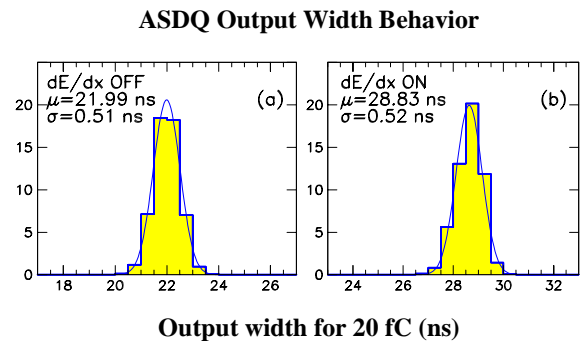 ASDQ Output Width Behavior
dE/dx OFF
μ=21.99 ns
σ=0.51 ns
(a)
dE/dx ON
μ=28.83 ns
σ=0.52 ns
(b)
20
15
10
5
0
18 20 22 24 26
20
15
10
5
0
24 26 28 30 32
Output width for 20 fC (ns)